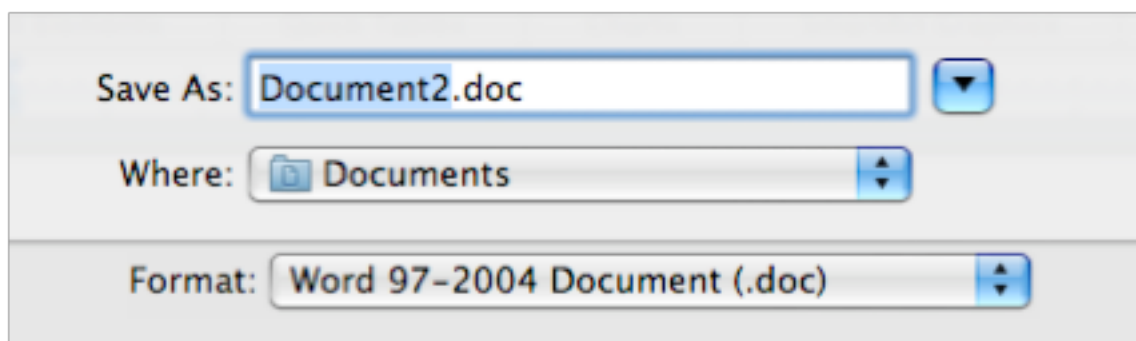 Save As: Document2.doc
Where: Documents
Format: Word 97-2004 Document (.doc)